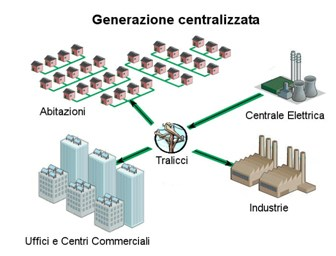 Generazione centralizzata
Abitazioni
Centrale Elettrica
Tralicci
Industrie
Uffici e Centri Commerciali